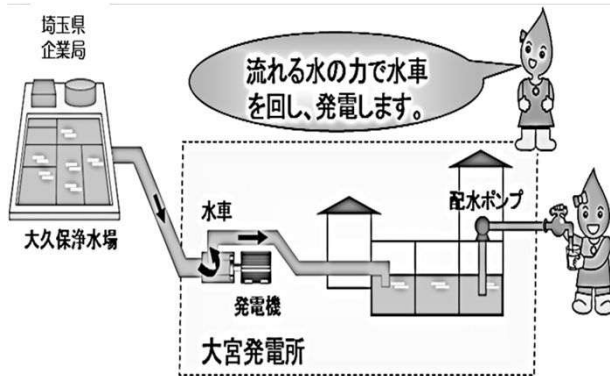 埼玉県
企業局
流れる水の力で水車
を回し、発電します。
配水ポンプ
水車
大久保浄水場
発電機
大宮発電所